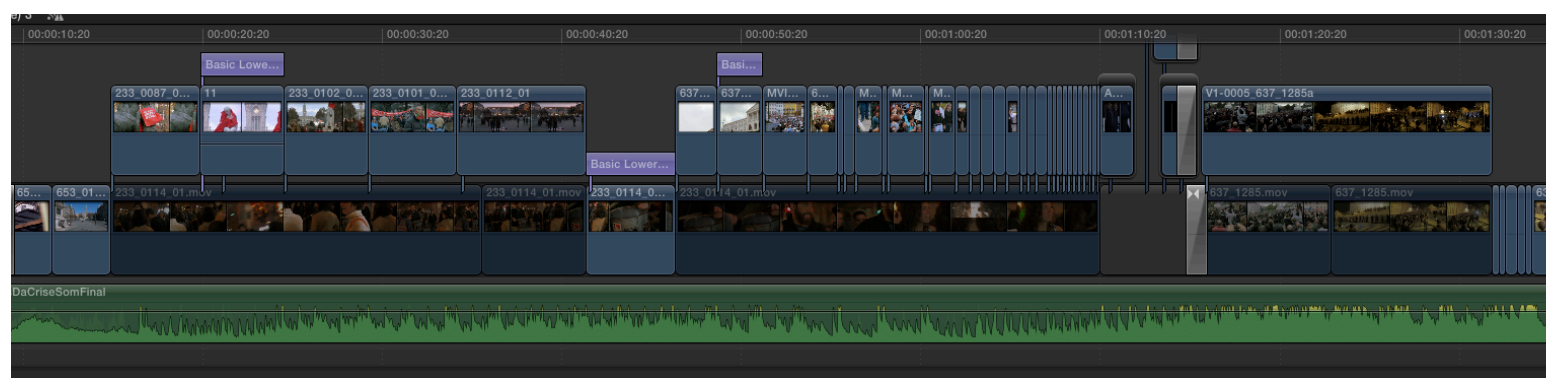 e) 3
00:00:10:20 00:00:20:20 00:00:30:20 00:00:40:20 00:00:50:20 00:01:00:20 00:01:10:20 00:01:20:20 00:01:30:20
Basic Lowe... Basi...
233_0087_0... 11 233_0102_0... 233_0101_0... 233_0112_01 637... 637... MVI... 6... M... M... M... A... V1-0005_637_1285a
Basic Lower...
65... 653_01... 233_0114_01.mov 233_0114_01.mov 233_0114_0... 233_0114_01.mov 637_1285.mov 637_1285.mov 63
DaCriseSomFinal